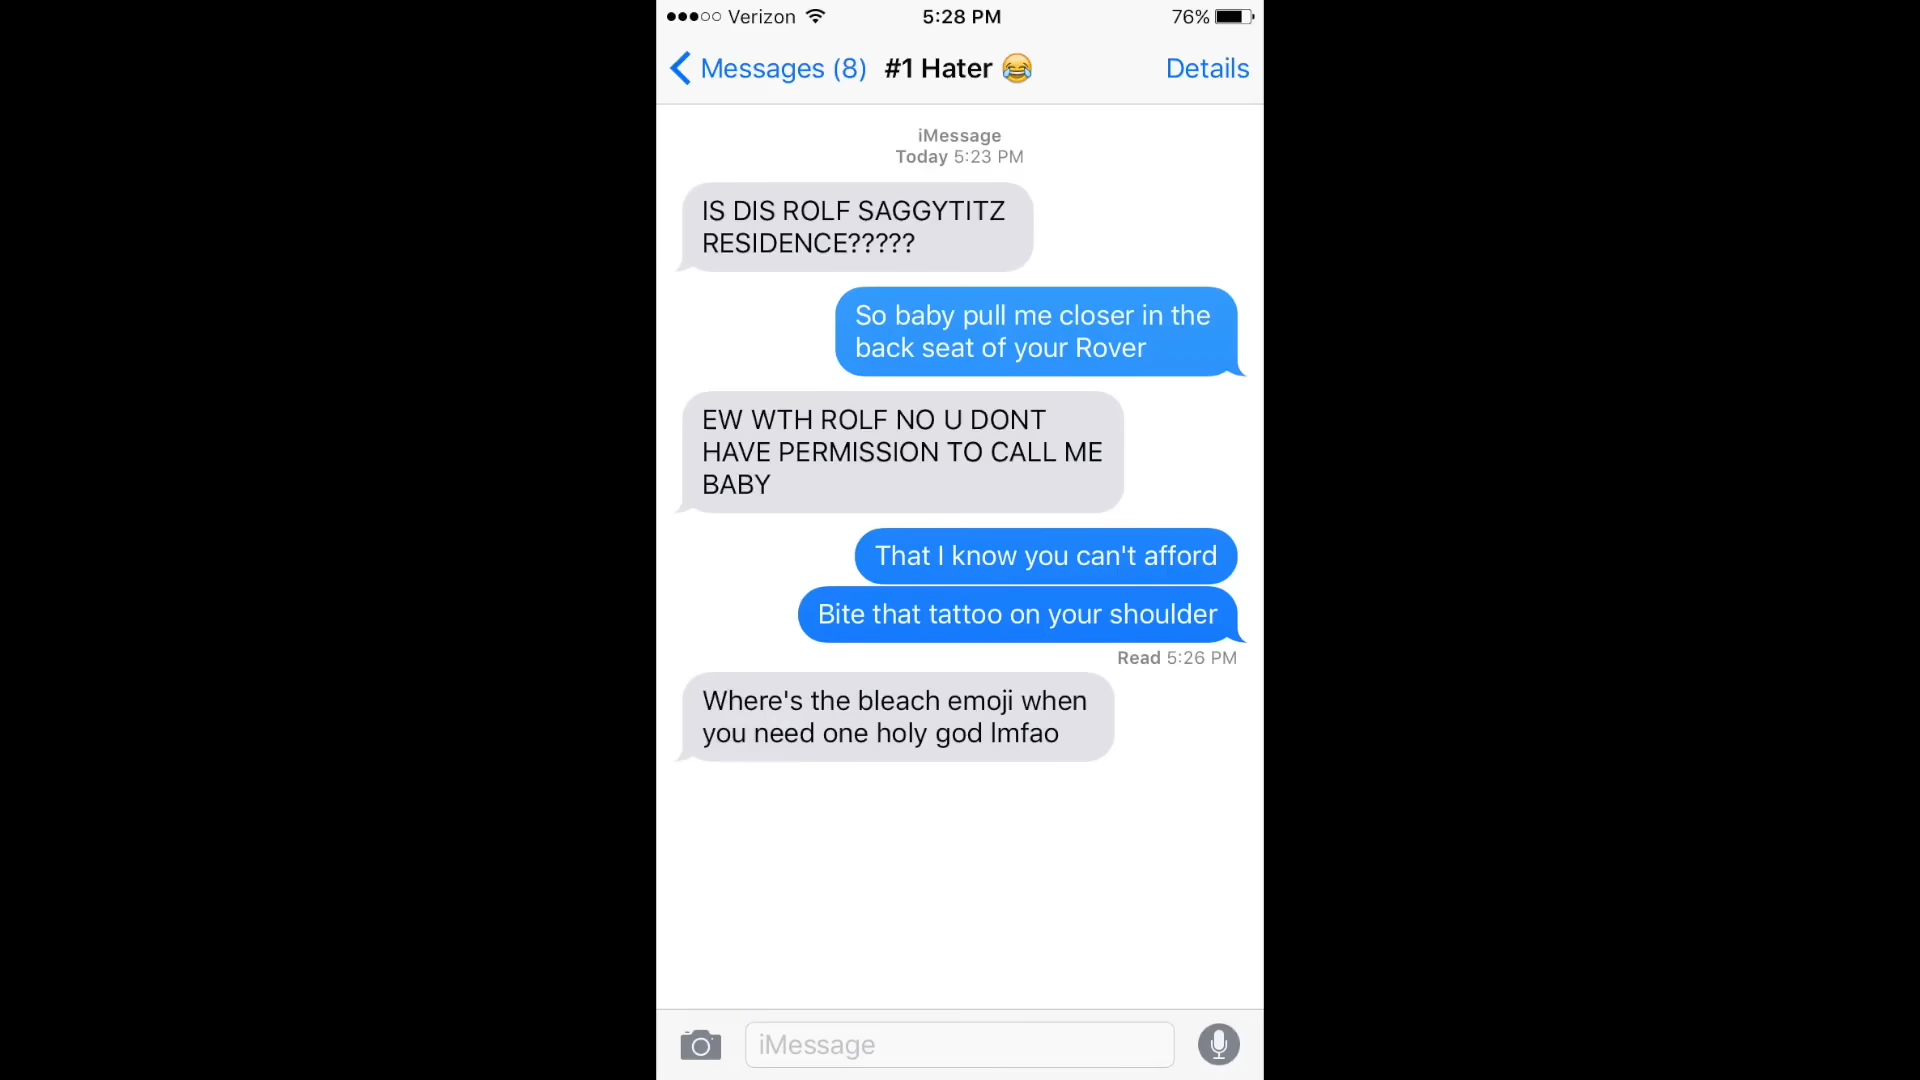 Verizon 5:28 PM 76%
Messages (8) #1 Hater 😂 Details
iMessage
Today 5:23 PM
IS DIS ROLF SAGGYTITZ
RESIDENCE?????
So baby pull me closer in the
back seat of your Rover
EW WTH ROLF NO U DONT
HAVE PERMISSION TO CALL ME
BABY
That I know you can't afford
Bite that tattoo on your shoulder
Read 5:26 PM
Where's the bleach emoji when
you need one holy god lmfao
iMessage